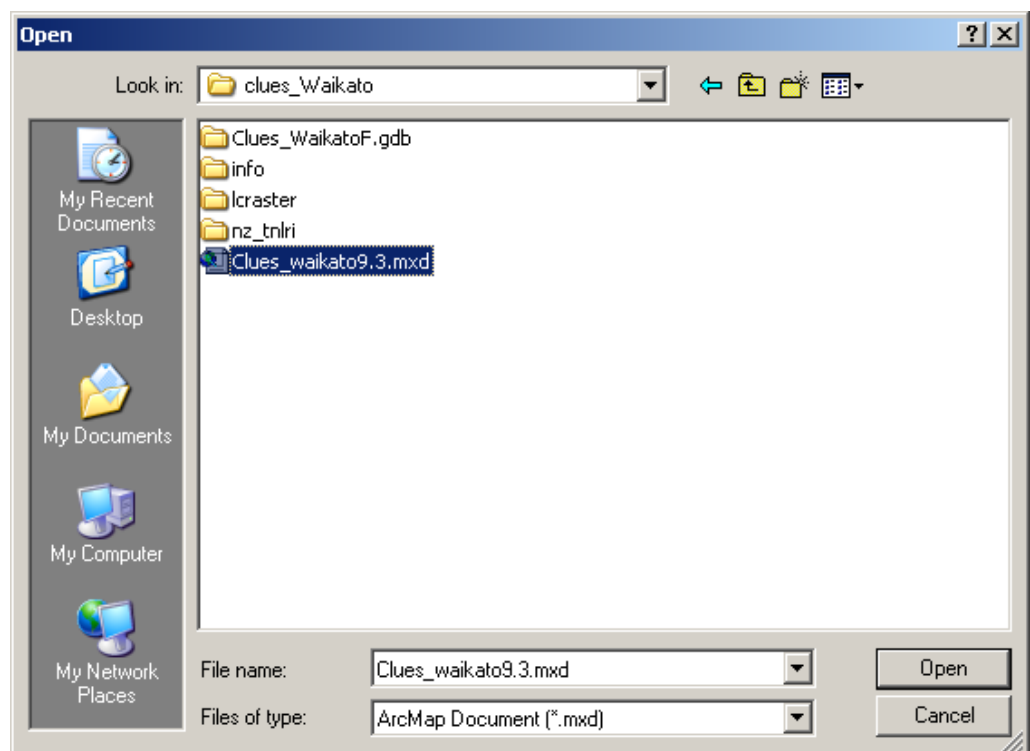 Open
Look in:
clues_Waikato
My Recent
Documents
Desktop
My Documents
My Computer
My Network
Places
Clues_WaikatoF.gdb
info
lcraster
nz_tnlri
Clues_waikato9.3.mxd
File name:
Clues_waikato9.3.mxd
Open
Files of type:
ArcMap Document (*.mxd)
Cancel